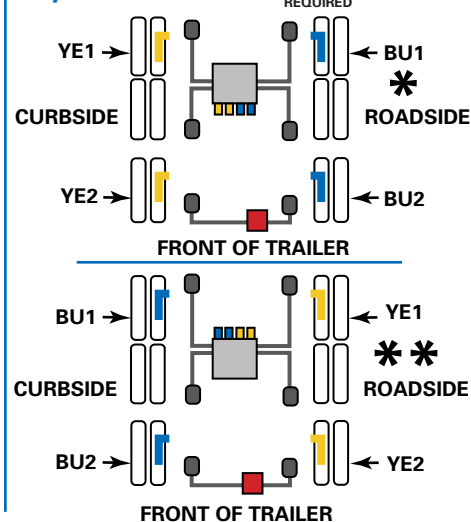 REQUIRED
YE1
BU1
*
CURBSIDE
ROADSIDE
YE2
BU2
FRONT OF TRAILER
BU1
YE1
**
CURBSIDE
ROADSIDE
BU2
YE2
FRONT OF TRAILER